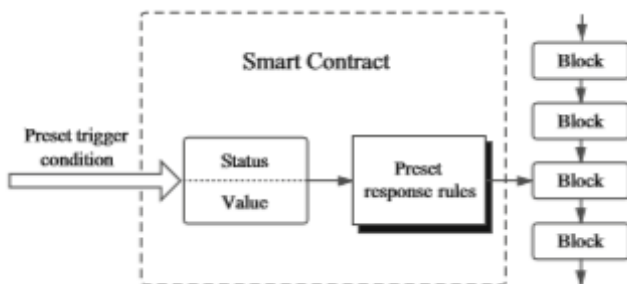 Smart Contract
Preset trigger
condition
Status
Value
Preset
response rules
Block
Block
Block
Block